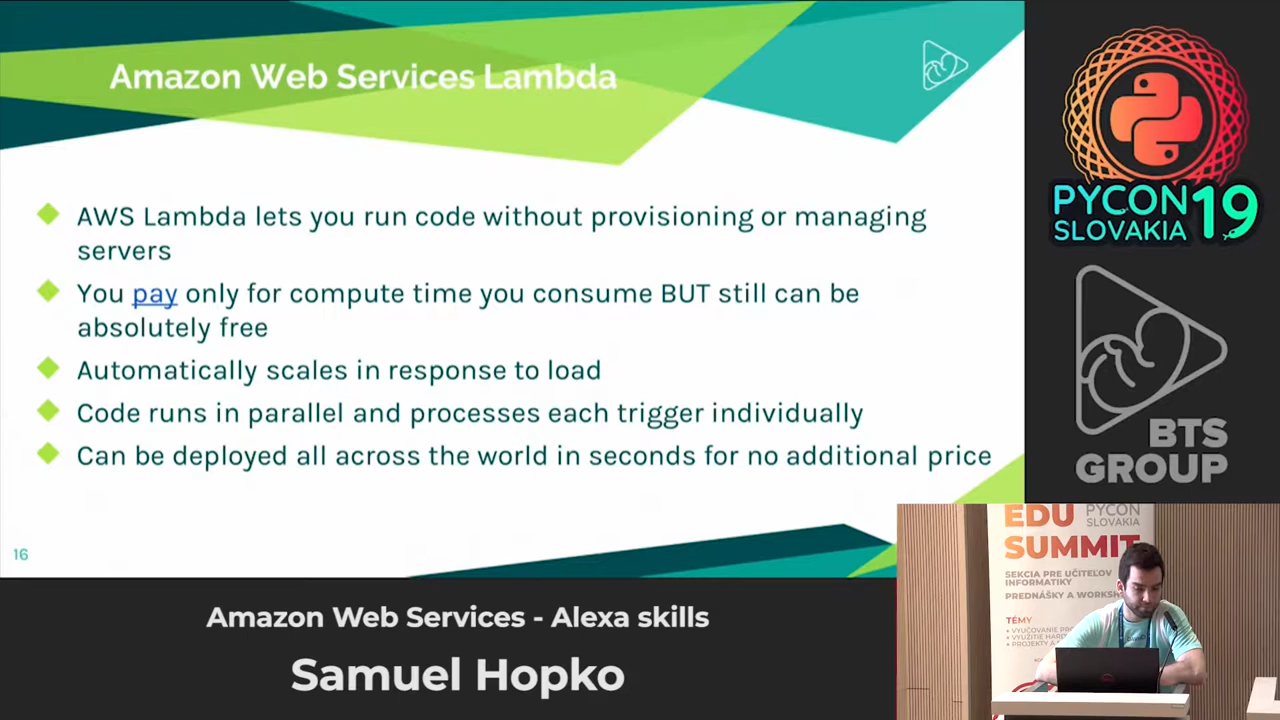 Amazon Web Services Lambda
AWS Lambda lets you run code without provisioning or managing
servers
You pay only for compute time you consume BUT still can be
absolutely free
Automatically scales in response to load
Code runs in parallel and processes each trigger individually
Can be deployed all across the world in seconds for no additional price
16
PYCON
SLOVAKIA
19
BTS
GROUP
EDU
SUMMIT
PYCON
SLOVAKIA
SEKCIA PRE UČITEĽOV
INFORMATIKY
PREDNÁŠKY A
TÉMY
Amazon Web Services - Alexa skills
Samuel Hopko